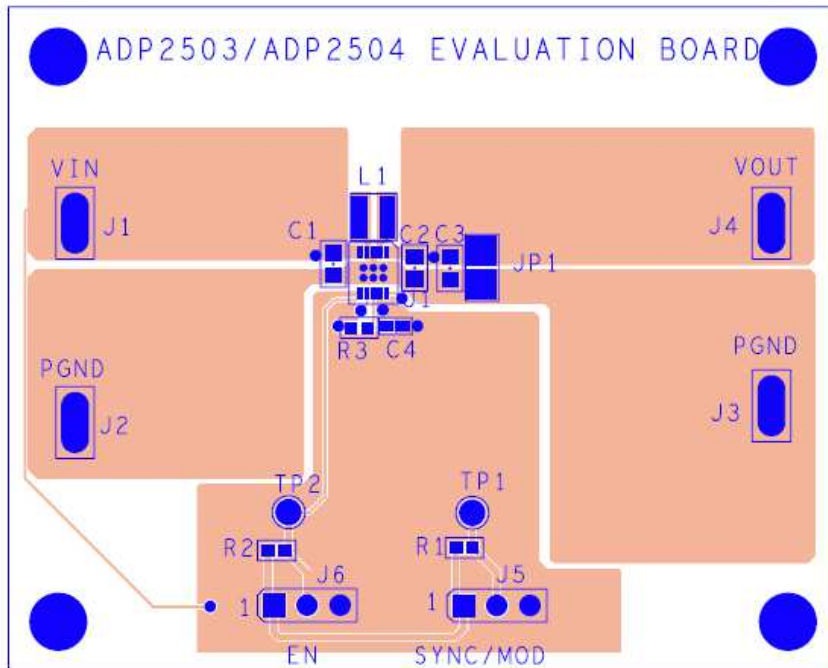 ADP2503/ADP2504 EVALUATION BOARD
VIN
VOUT
L1
J1
C1
C2
C3
J4
JP1
U1
R3
C4
PGND
PGND
J2
J3
TP2
TP1
R2
R1
J6
J5
1
1
EN
SYNC/MOD